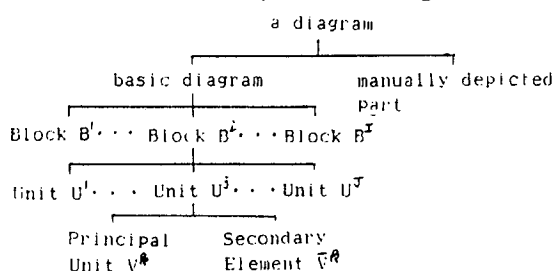 a diagram
basic diagram manually depicted
part
Block B¹··· Block Bⁱ··· Block Bᴵ
Unit U¹··· Unit Uʲ··· Unit Uᴶ
Principal Secondary
Unit V Element V̄